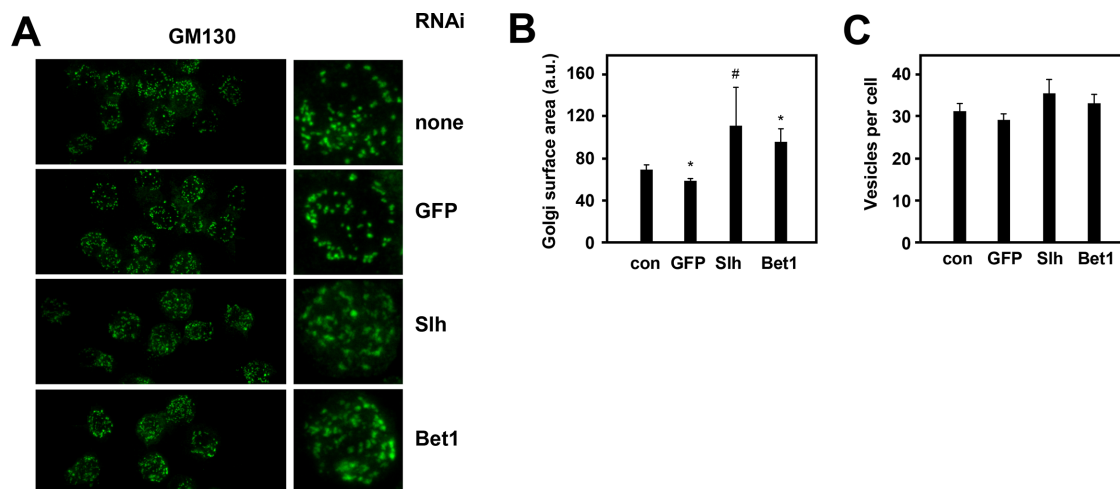 A
GM130
RNAi
none
GFP
Slh
Bet1
B
Golgi surface area (a.u.)
160
120
80
40
0
#
*
*
con GFP Slh Bet1
C
Vesicles per cell
40
30
20
10
0
con GFP Slh Bet1